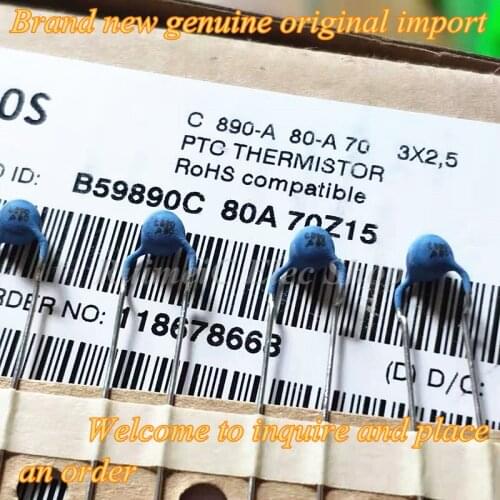 Brand new genuine original import
OS
C 890-A 80-A 70 3X2,5
PTC THERMISTOR
RoHS compatible
ID:
B59890C 80A 70Z15
ORDER NO: 118678668
(D) D/C:
Welcome to inquire and place
an order